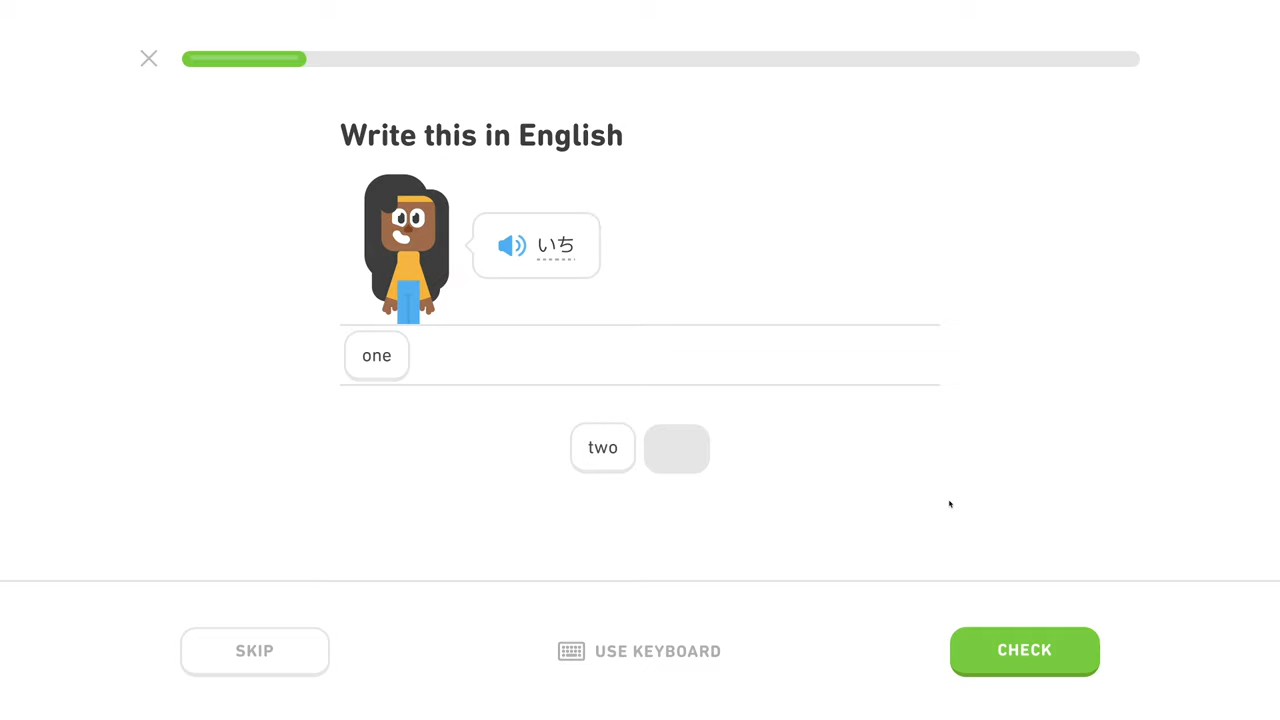 Write this in English
いち
one
two
SKIP
USE KEYBOARD
CHECK